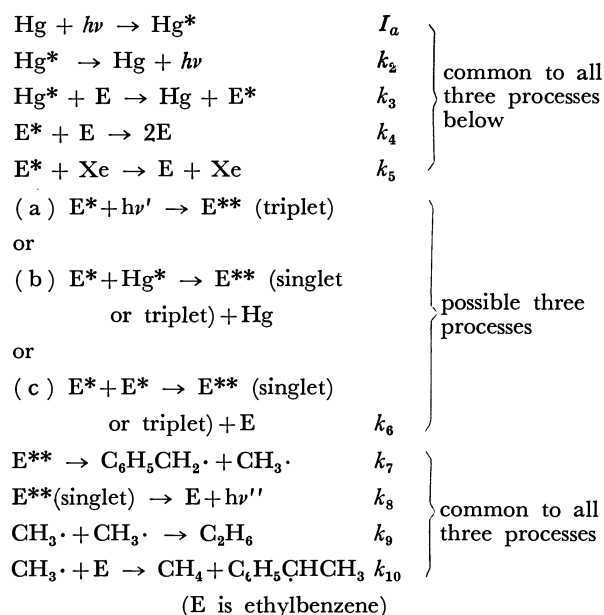 Hg + hν → Hg* Iₐ
Hg* → Hg + hν k₂
Hg* + E → Hg + E* k₃
E* + E → 2E k₄
E* + Xe → E + Xe k₅
common to all
three processes
below
(a) E* + hν′ → E** (triplet)
or
(b) E* + Hg* → E** (singlet
or triplet) + Hg
or
(c) E* + E* → E** (singlet)
or triplet) + E k₆
possible three
processes
E** → C₆H₅CH₂· + CH₃· k₇
E**(singlet) → E + hν″ k₈
CH₃· + CH₃· → C₂H₆ k₉
CH₃· + E → CH₄ + C₆H₅ĊHCH₃ k₁₀
common to all
three processes
(E is ethylbenzene)